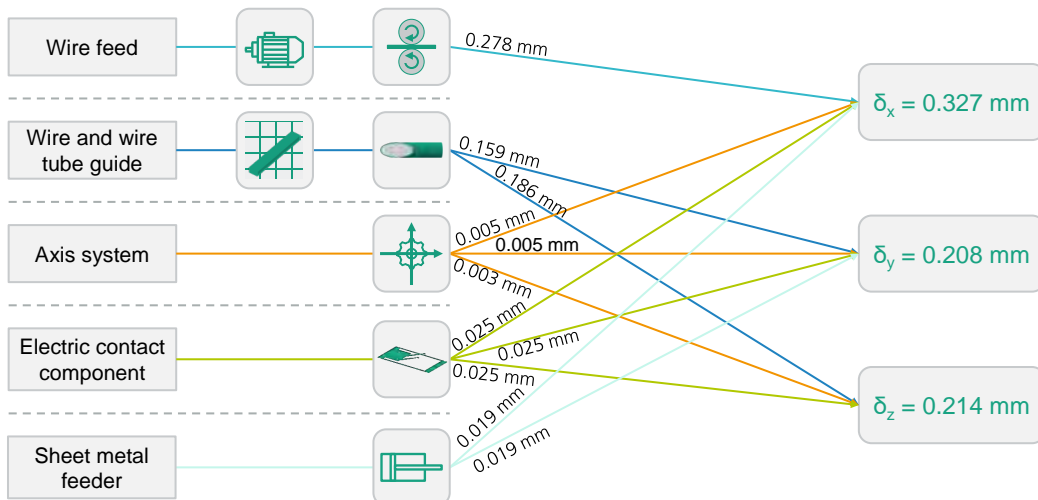 Wire feed
0.278 mm
δx = 0.327 mm
Wire and wire
tube guide
0.159 mm
0.186 mm
Axis system
0.005 mm
0.005 mm
0.003 mm
δy = 0.208 mm
Electric contact
component
0.025 mm
0.025 mm
0.025 mm
δz = 0.214 mm
Sheet metal
feeder
0.019 mm
0.019 mm